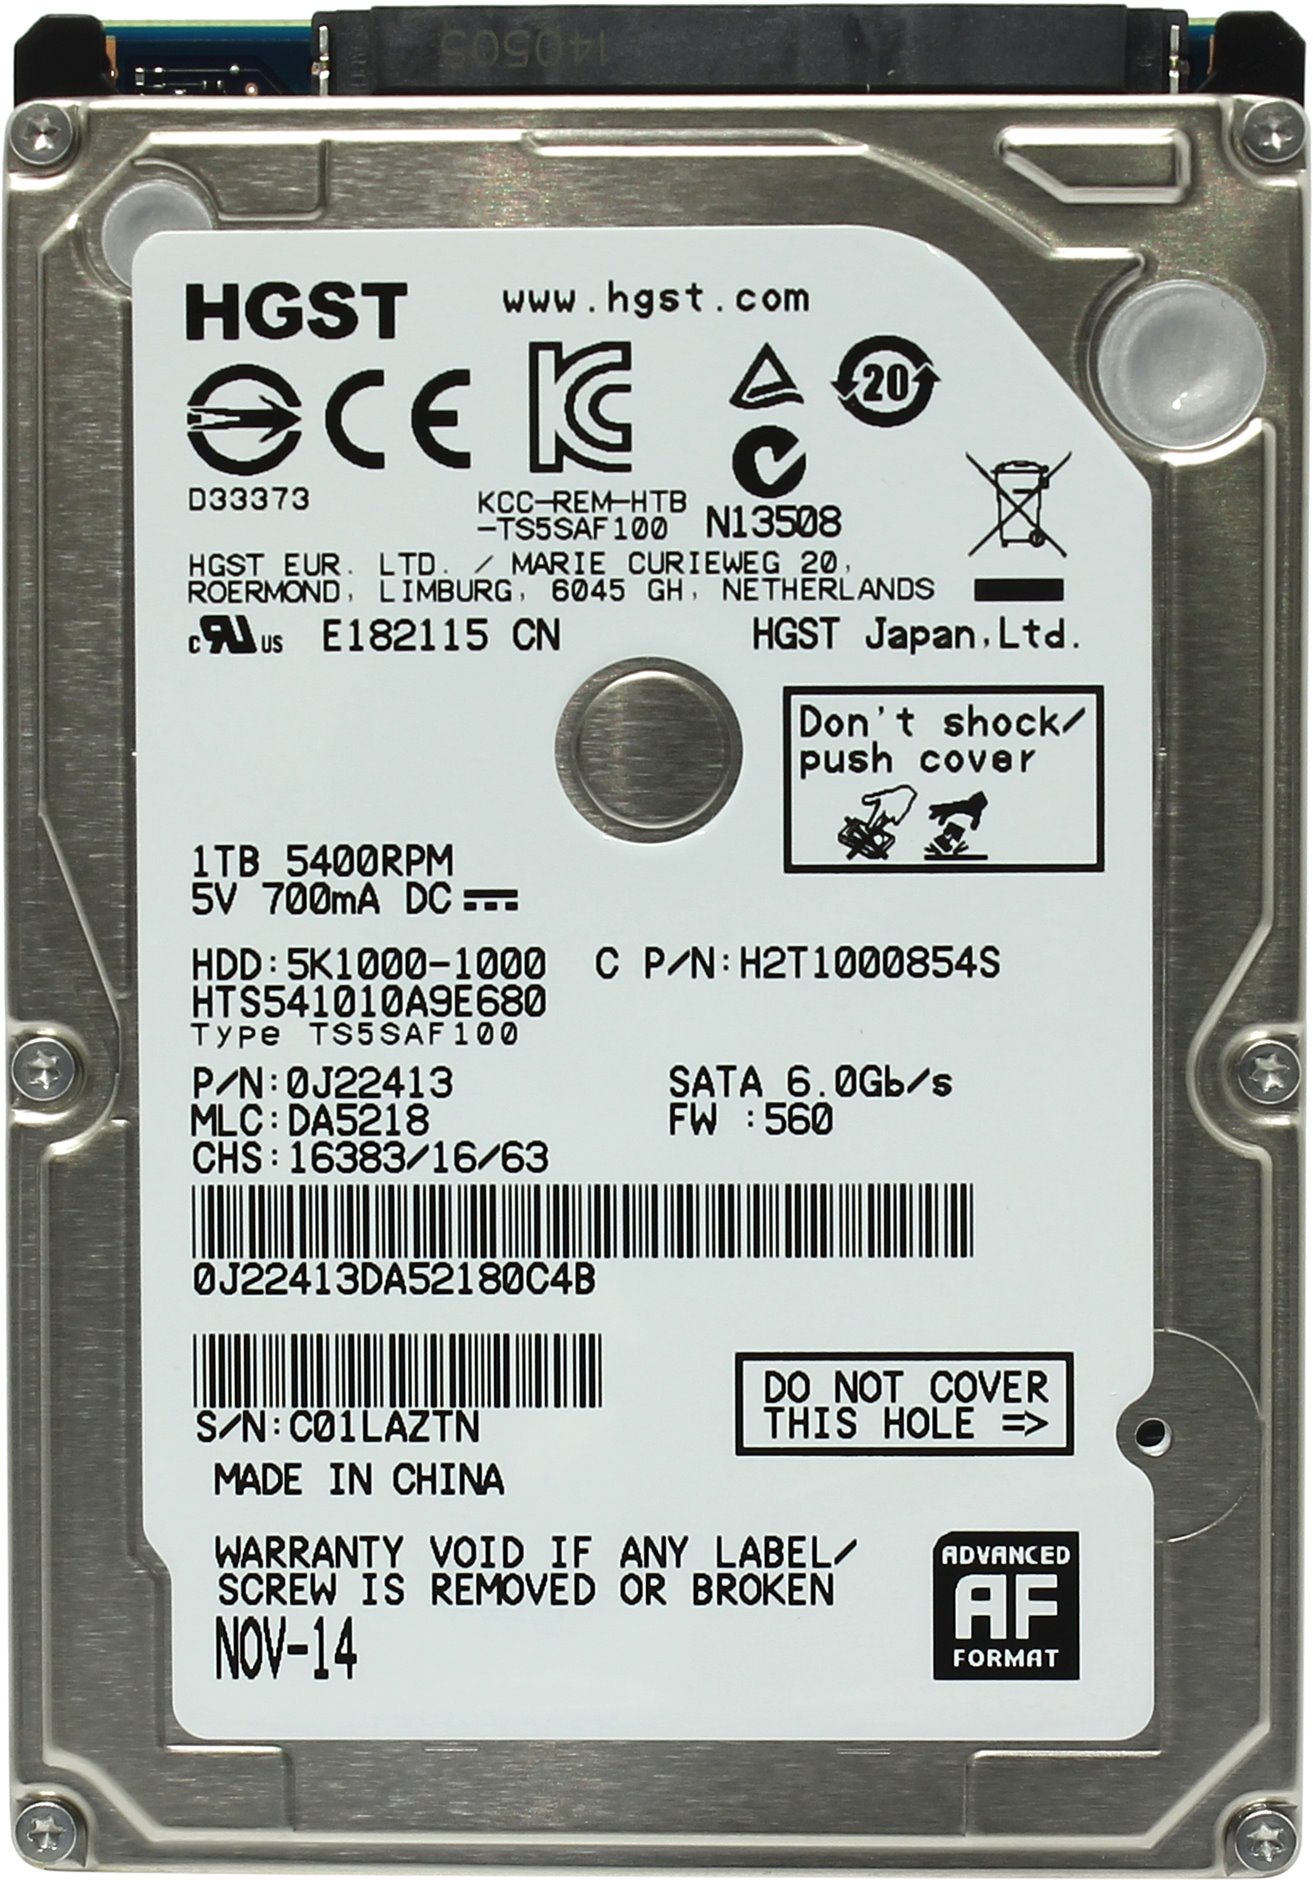 140505
HGST www.hgst.com
20
D33373
KCC-REM-HTB
-TS5SAF100
N13508
HGST EUR. LTD. / MARIE CURIEWEG 20,
ROERMOND, LIMBURG, 6045 GH, NETHERLANDS
c RU us E182115 CN HGST Japan,Ltd.
Don't shock/
push cover
1TB 5400RPM
5V 700mA DC
HDD:5K1000-1000 C P/N:H2T1000854S
HTS541010A9E680
Type TS5SAF100
P/N:0J22413 SATA 6.0Gb/s
MLC:DA5218 FW :560
CHS:16383/16/63
0J22413DA52180C4B
S/N:C01LAZTN
DO NOT COVER
THIS HOLE =>
MADE IN CHINA
WARRANTY VOID IF ANY LABEL/
SCREW IS REMOVED OR BROKEN
NOV-14
ADVANCED
AF
FORMAT